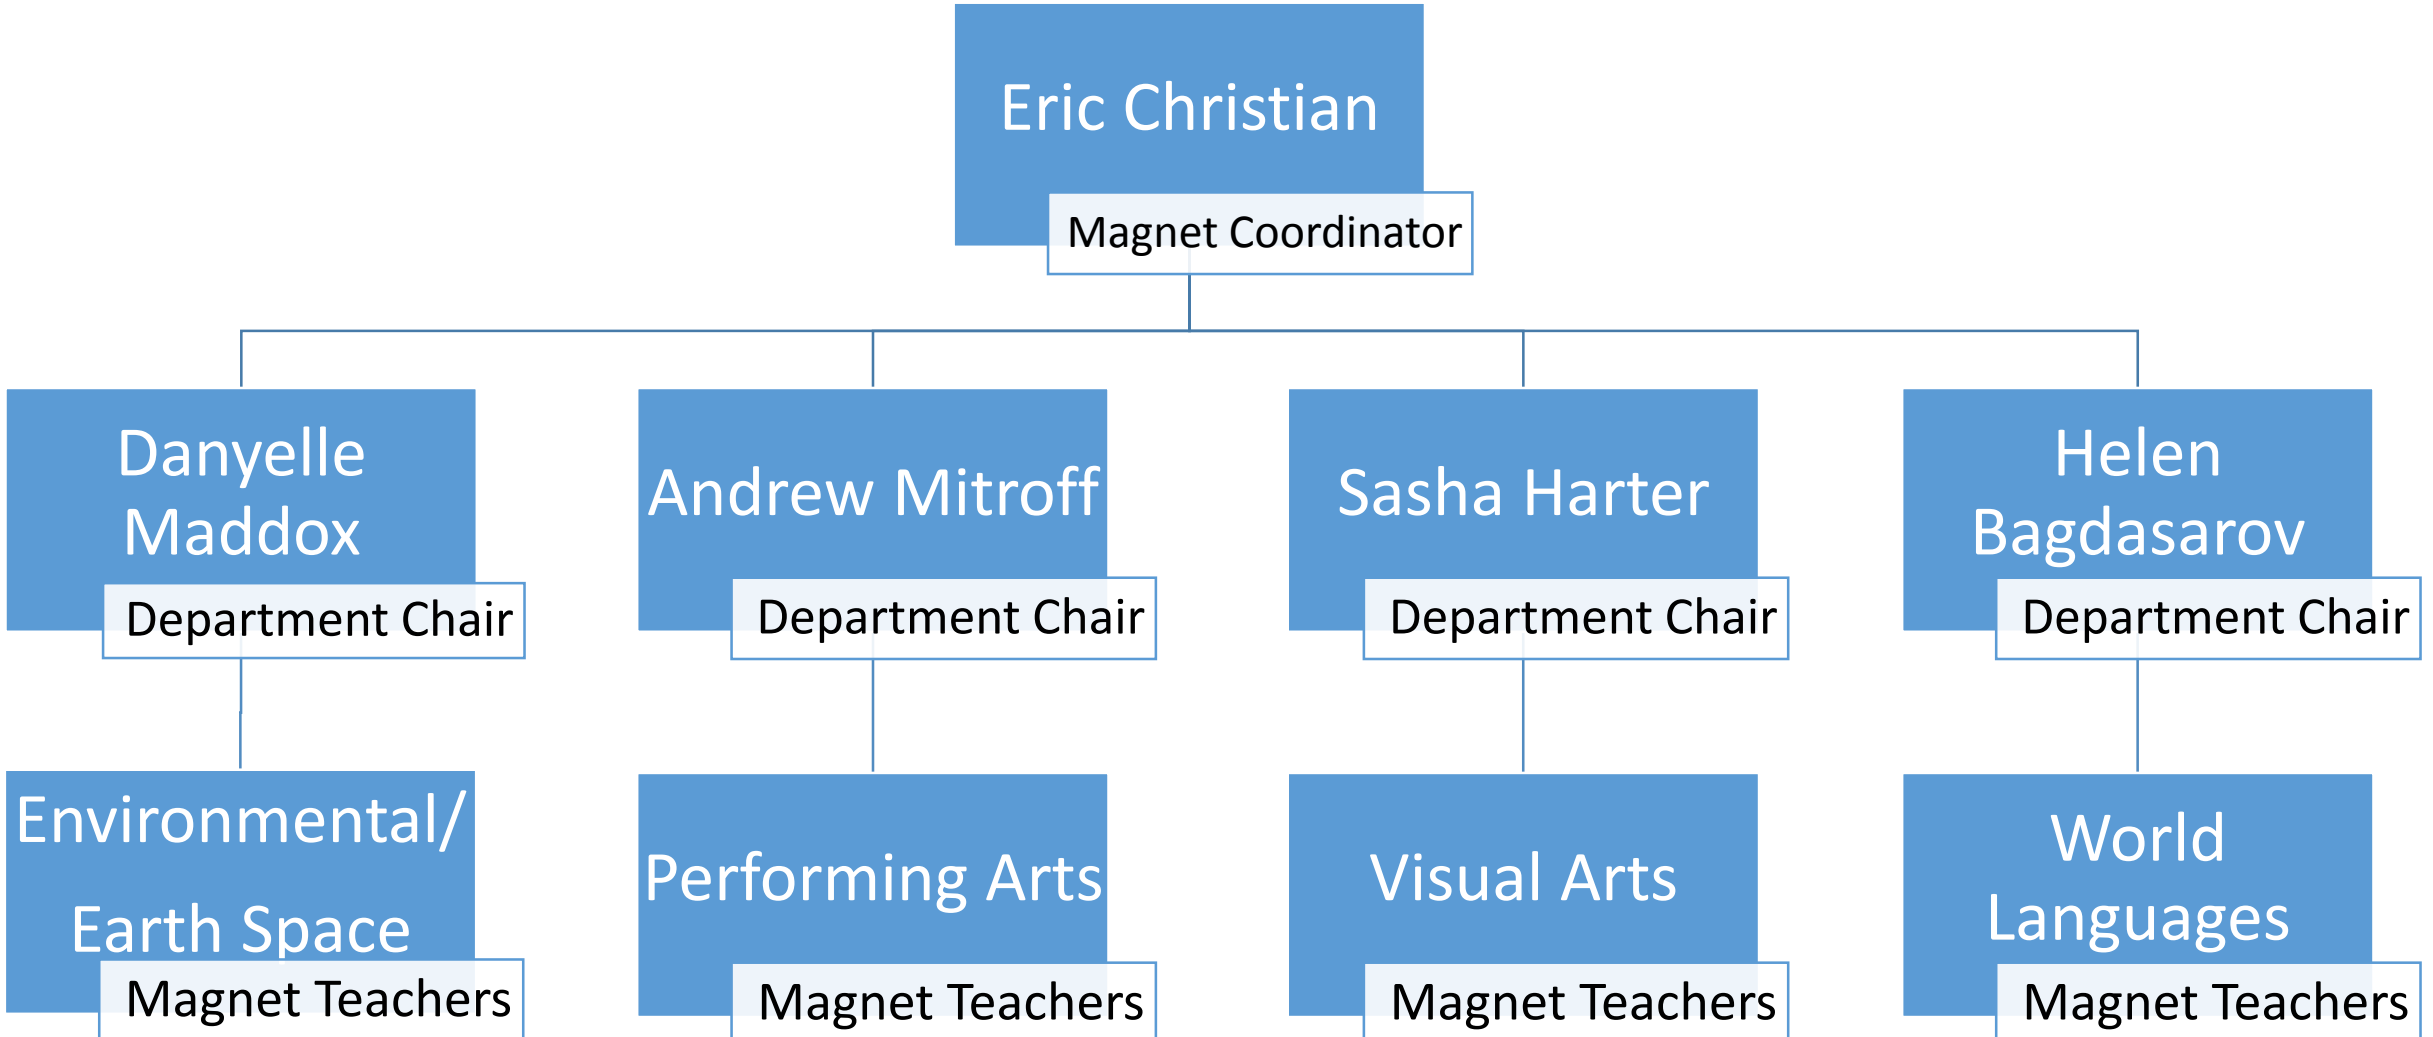 Eric Christian
Magnet Coordinator
Danyelle
Maddox
Department Chair
Andrew Mitroff
Department Chair
Sasha Harter
Department Chair
Helen
Bagdasarov
Department Chair
Environmental/
Earth Space
Magnet Teachers
Performing Arts
Magnet Teachers
Visual Arts
Magnet Teachers
World
Languages
Magnet Teachers